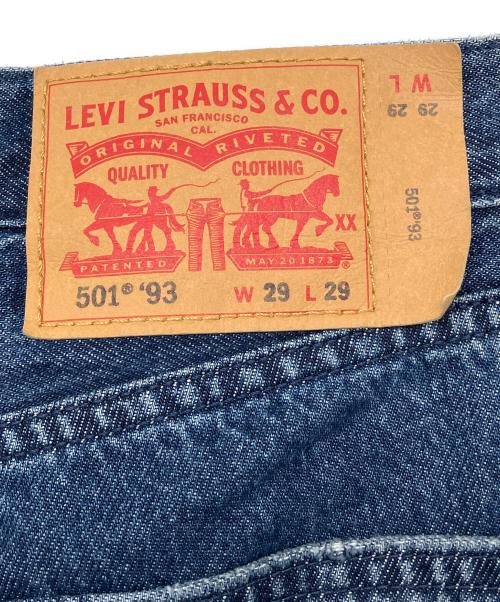 LEVI STRAUSS & CO.
SAN FRANCISCO
CAL.
ORIGINAL RIVETED
QUALITY CLOTHING
XX
PATENTED MAY 20 1873 ®
501® '93 W 29 L 29
W L
29 29
501® '93